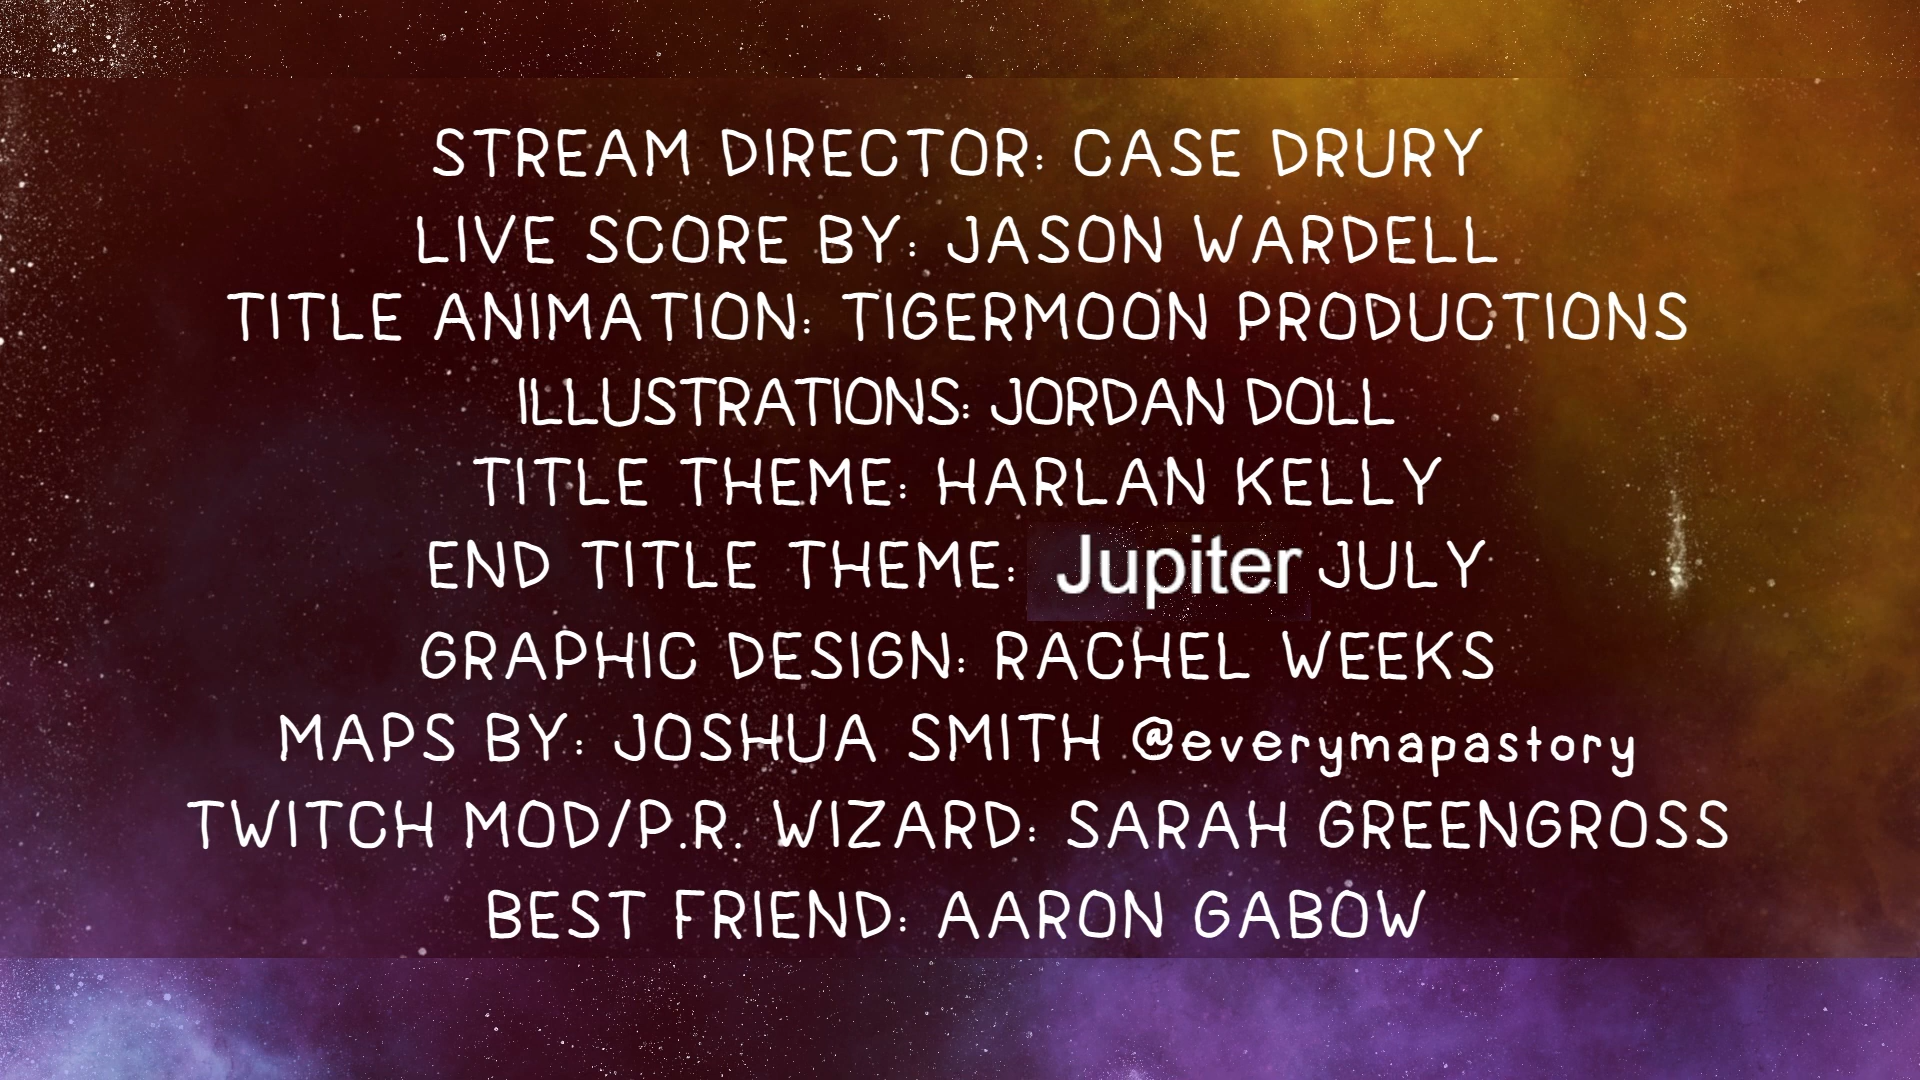 STREAM DIRECTOR: CASE DRURY
LIVE SCORE BY: JASON WARDELL
TITLE ANIMATION: TIGERMOON PRODUCTIONS
ILLUSTRATIONS: JORDAN DOLL
TITLE THEME: HARLAN KELLY
END TITLE THEME: Jupiter JULY
GRAPHIC DESIGN: RACHEL WEEKS
MAPS BY: JOSHUA SMITH @everymapastory
TWITCH MOD/P.R. WIZARD: SARAH GREENGROSS
BEST FRIEND: AARON GABOW